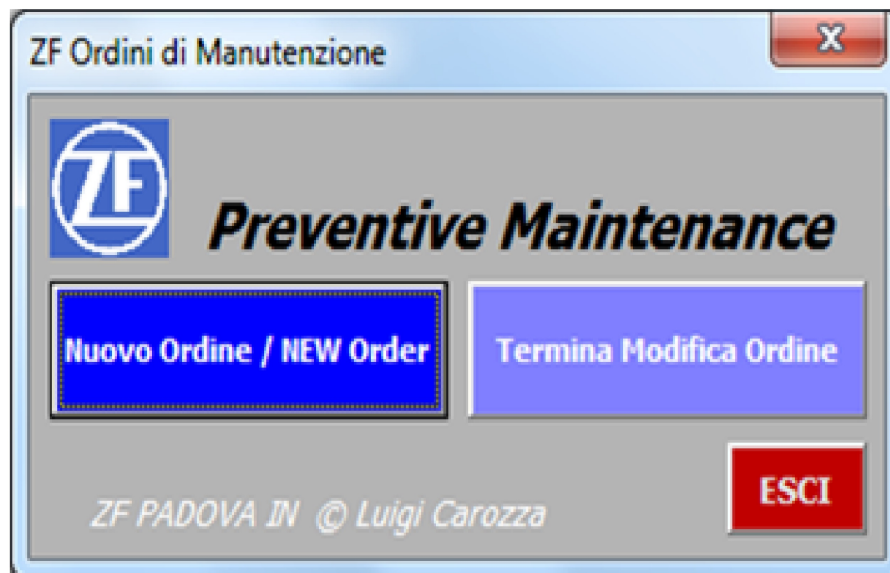 ZF Ordini di Manutenzione
X
ZF
Preventive Maintenance
Nuovo Ordine / NEW Order
Termina Modifica Ordine
ESCI
ZF PADOVA IN © Luigi Carozza